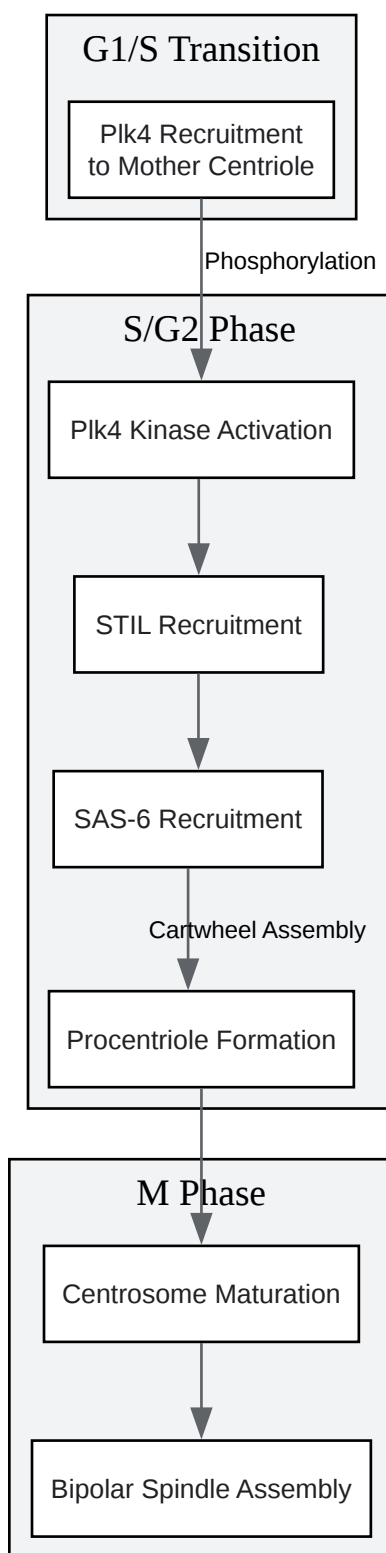 G1/S Transition
Plk4 Recruitment
to Mother Centriole
Phosphorylation
S/G2 Phase
Plk4 Kinase Activation
STIL Recruitment
SAS-6 Recruitment
Cartwheel Assembly
Procentriole Formation
M Phase
Centrosome Maturation
Bipolar Spindle Assembly